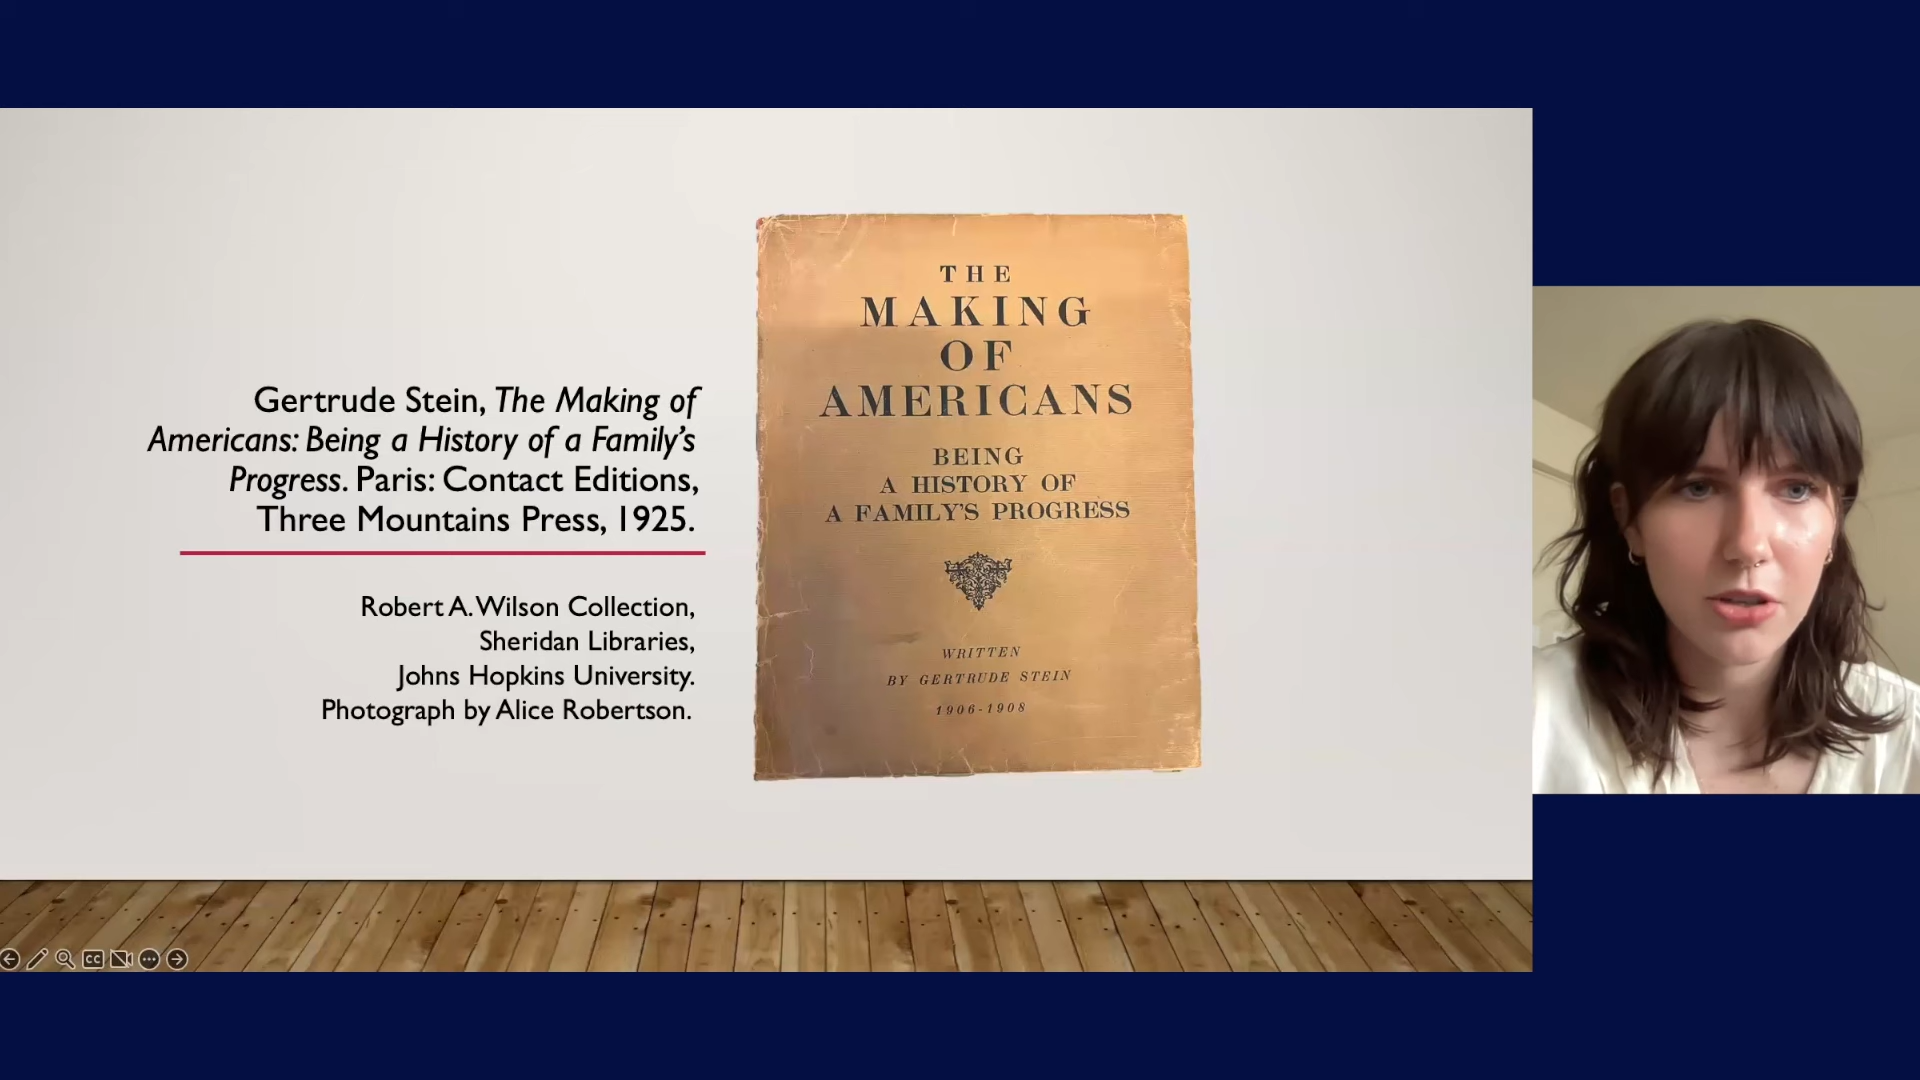 Gertrude Stein, The Making of
Americans: Being a History of a Family's
Progress. Paris: Contact Editions,
Three Mountains Press, 1925.
Robert A. Wilson Collection,
Sheridan Libraries,
Johns Hopkins University.
Photograph by Alice Robertson.
THE
MAKING
OF
AMERICANS
BEING
A HISTORY OF
A FAMILY'S PROGRESS
WRITTEN
BY GERTRUDE STEIN
1906-1908
CC